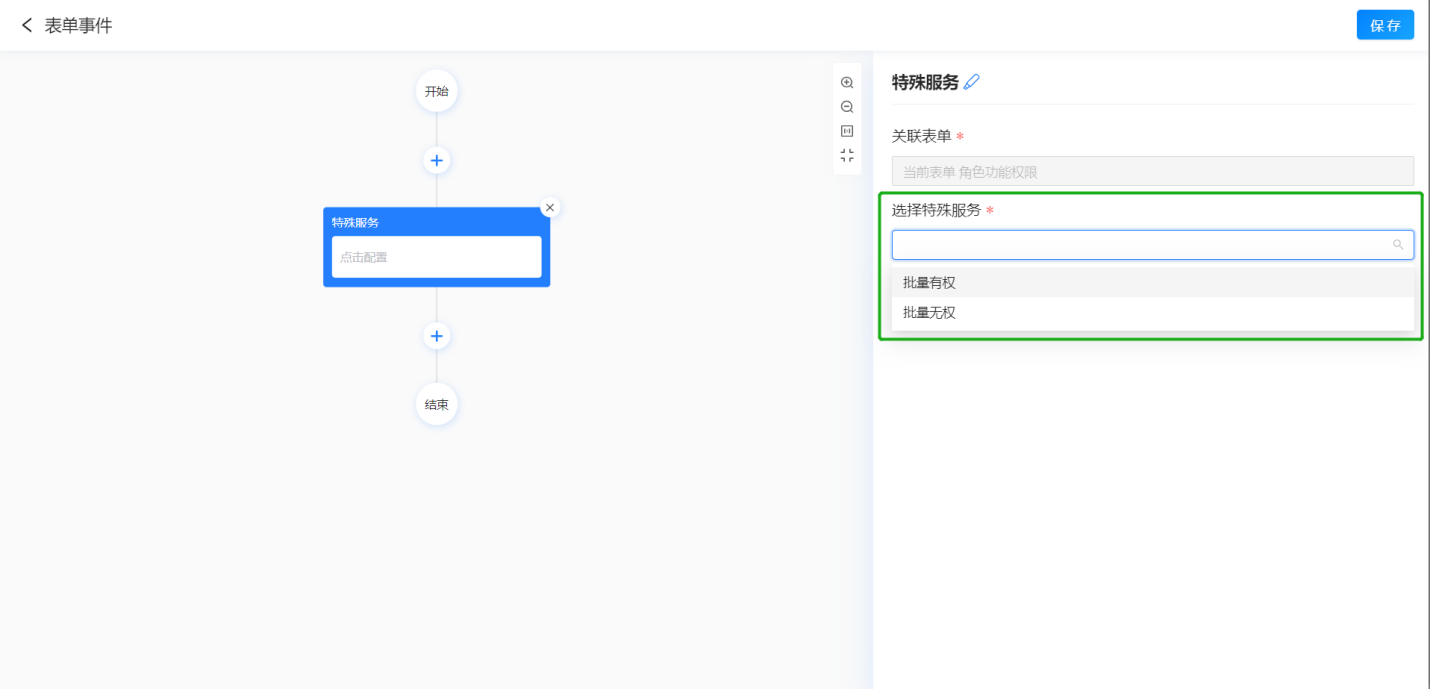 表单事件
保存
开始
特殊服务
点击配置
结束
特殊服务
关联表单 *
当前表单 角色功能权限
选择特殊服务 *
批量有权
批量无权